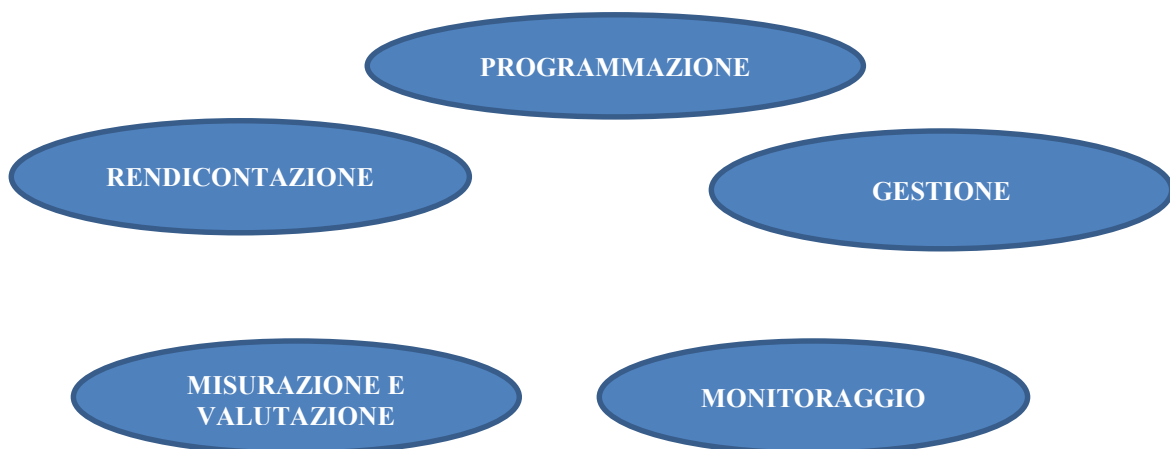 PROGRAMMAZIONE
RENDICONTAZIONE
GESTIONE
MISURAZIONE E
VALUTAZIONE
MONITORAGGIO